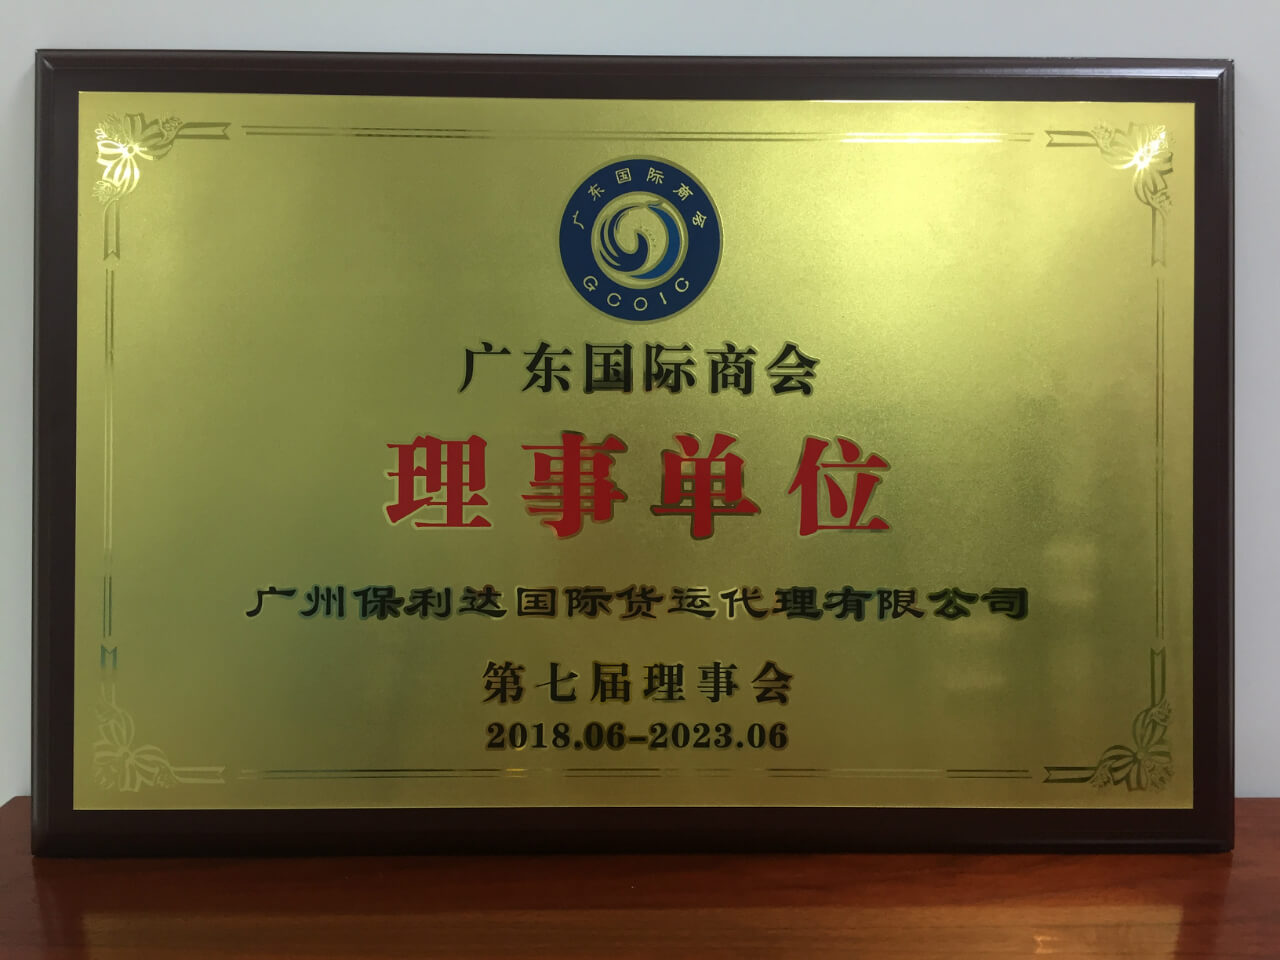 广东国际商会
GCOIC
广东国际商会
理事单位
广州保利达国际货运代理有限公司
第七届理事会
2018.06-2023.06